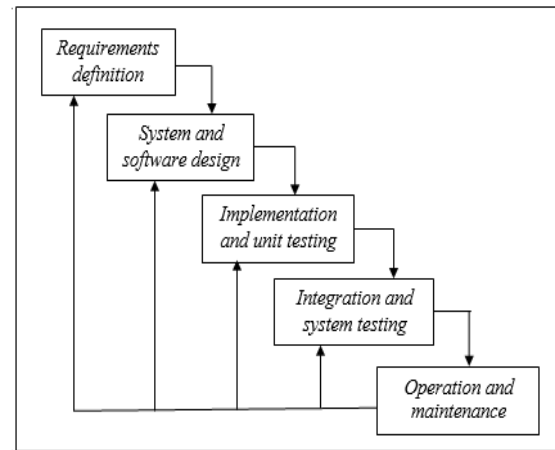 Requirements
definition
System and
software design
Implementation
and unit testing
Integration and
system testing
Operation and
maintenance